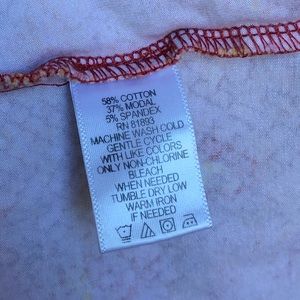 58% COTTON
37% MODAL
5% SPANDEX
RN 81893
MACHINE WASH COLD
GENTLE CYCLE
WITH LIKE COLORS
ONLY NON-CHLORINE
BLEACH
WHEN NEEDED
TUMBLE DRY LOW
WARM IRON
IF NEEDED